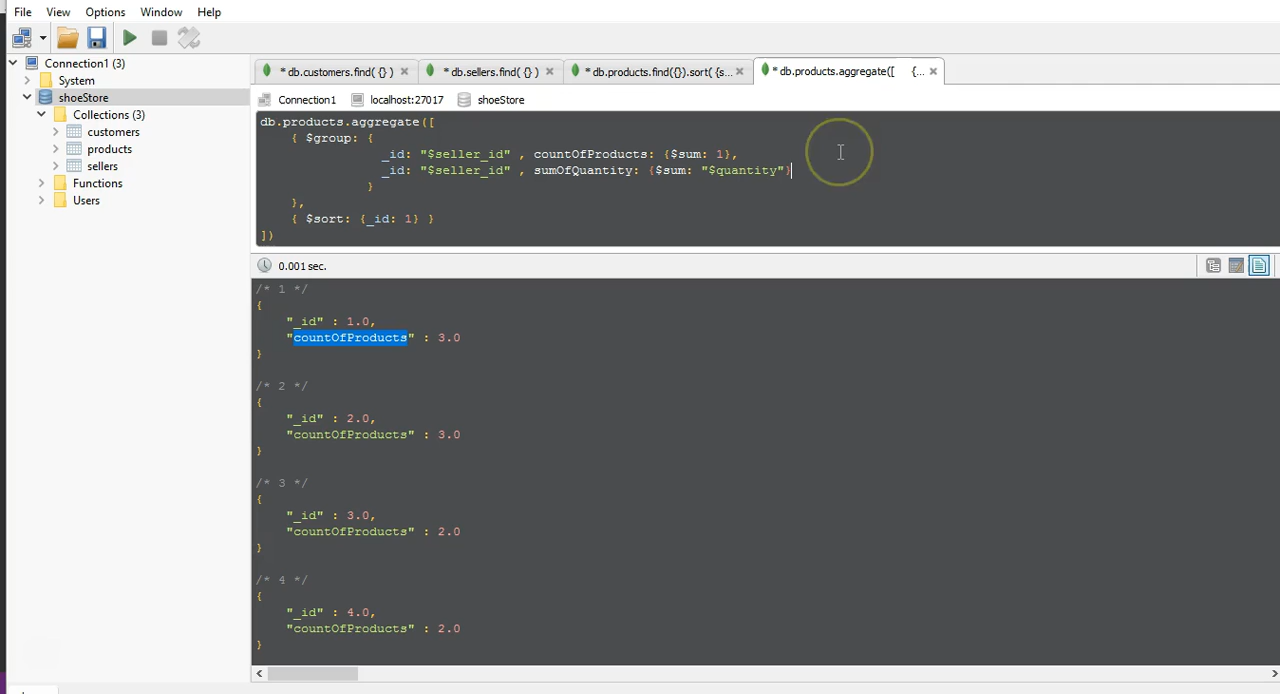 File View Options Window Help
Connection1 (3)
System
shoeStore
Collections (3)
customers
products
sellers
Functions
Users
* db.customers.find( {} )
* db.sellers.find( {} )
* db.products.find({}).sort( {s...
* db.products.aggregate([ {...
Connection1 localhost:27017 shoeStore
db.products.aggregate([
{ $group: {
_id: "$seller_id" , countOfProducts: {$sum: 1},
_id: "$seller_id" , sumOfQuantity: {$sum: "$quantity"}
}
},
{ $sort: {_id: 1} }
])
0.001 sec.
/* 1 */
{
"_id" : 1.0,
"countOfProducts" : 3.0
}
/* 2 */
{
"_id" : 2.0,
"countOfProducts" : 3.0
}
/* 3 */
{
"_id" : 3.0,
"countOfProducts" : 2.0
}
/* 4 */
{
"_id" : 4.0,
"countOfProducts" : 2.0
}